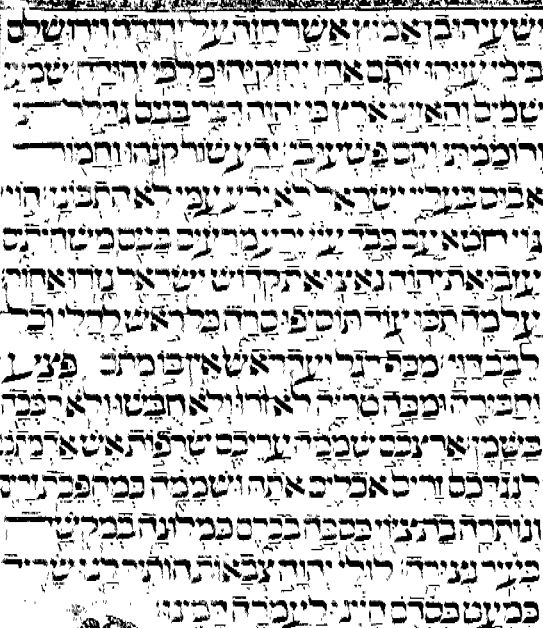 ישעיהו בן אמוץ אשר חזה על יהודה וירושלם
בימי עזיהו יותם אחז יחזקיהו מלכי יהודה שמעו
שמים והאזיני ארץ כי יהוה דבר בנים גדלתי
ורוממתי והם פשעו בי ידע שור קנהו וחמור
אבוס בעליו ישראל לא ידע עמי לא התבונן הוי
גוי חטא עם כבד עון זרע מרעים בנים משחיתם
עזבו את יהוה נאצו את קדוש ישראל נזרו אחור
על מה תכו עוד תוסיפו סרה כל ראש לחלי וכל
לבב דוי מכף רגל ועד ראש אין בו מתם פצע
וחבורה ומכה טריה לא זרו ולא חבשו ולא רככה
בשמן ארצכם שממה עריכם שרפות אש אדמתכם
לנגדכם זרים אכלים אתה ושממה כמהפכת זרים
ונותרה בת ציון כסכה בכרם כמלונה במקשה
כעיר נצורה לולי יהוה צבאות הותיר לנו שריד
כמעט כסדם היינו לעמרה דמינו